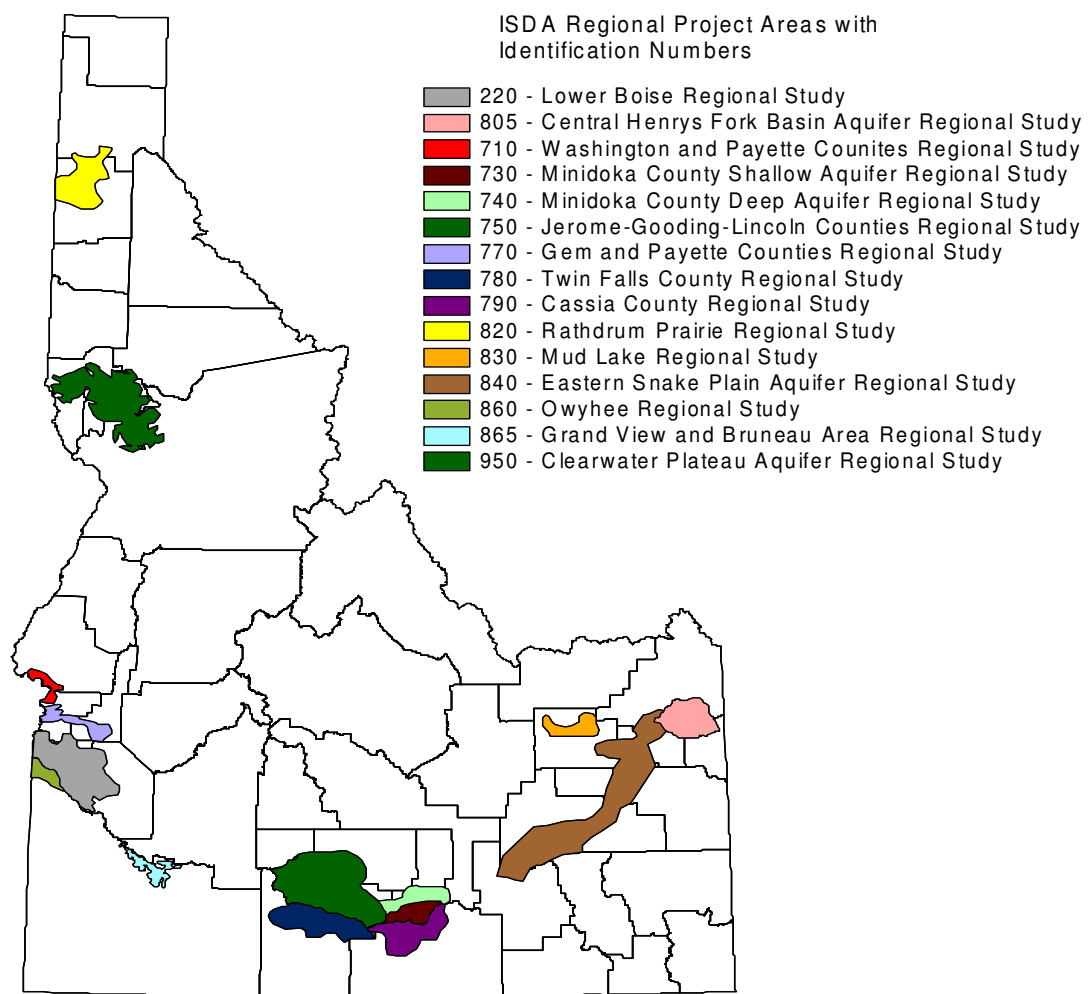 ISDA Regional Project Areas with
Identification Numbers
220 - Lower Boise Regional Study
805 - Central Henrys Fork Basin Aquifer Regional Study
710 - Washington and Payette Counites Regional Study
730 - Minidoka County Shallow Aquifer Regional Study
740 - Minidoka County Deep Aquifer Regional Study
750 - Jerome-Gooding-Lincoln Counties Regional Study
770 - Gem and Payette Counties Regional Study
780 - Twin Falls County Regional Study
790 - Cassia County Regional Study
820 - Rathdrum Prairie Regional Study
830 - Mud Lake Regional Study
840 - Eastern Snake Plain Aquifer Regional Study
860 - Owyhee Regional Study
865 - Grand View and Bruneau Area Regional Study
950 - Clearwater Plateau Aquifer Regional Study